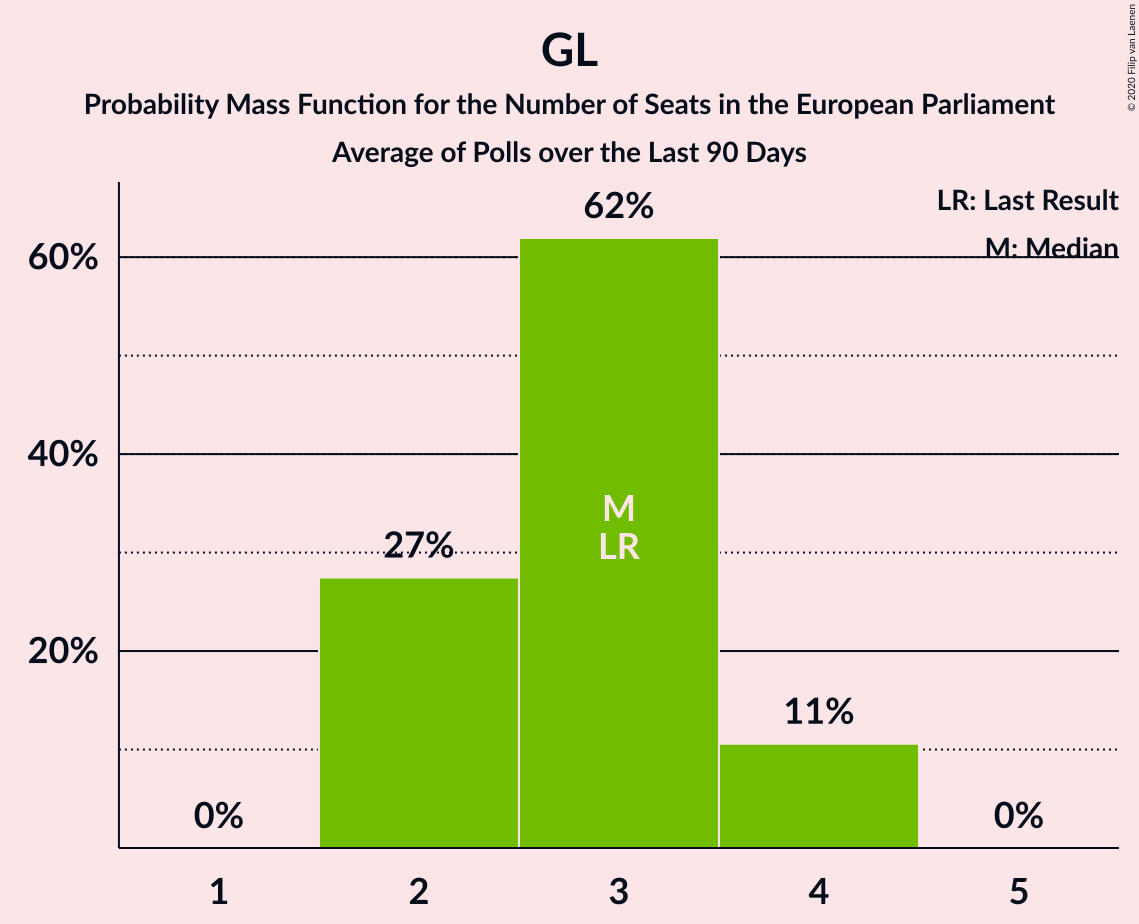 GL
Probability Mass Function for the Number of Seats in the European Parliament
Average of Polls over the Last 90 Days
© 2020 Filip van Laenen
LR: Last Result
M: Median
60%
40%
20%
0%
27%
62%
M
LR
11%
0%
1
2
3
4
5